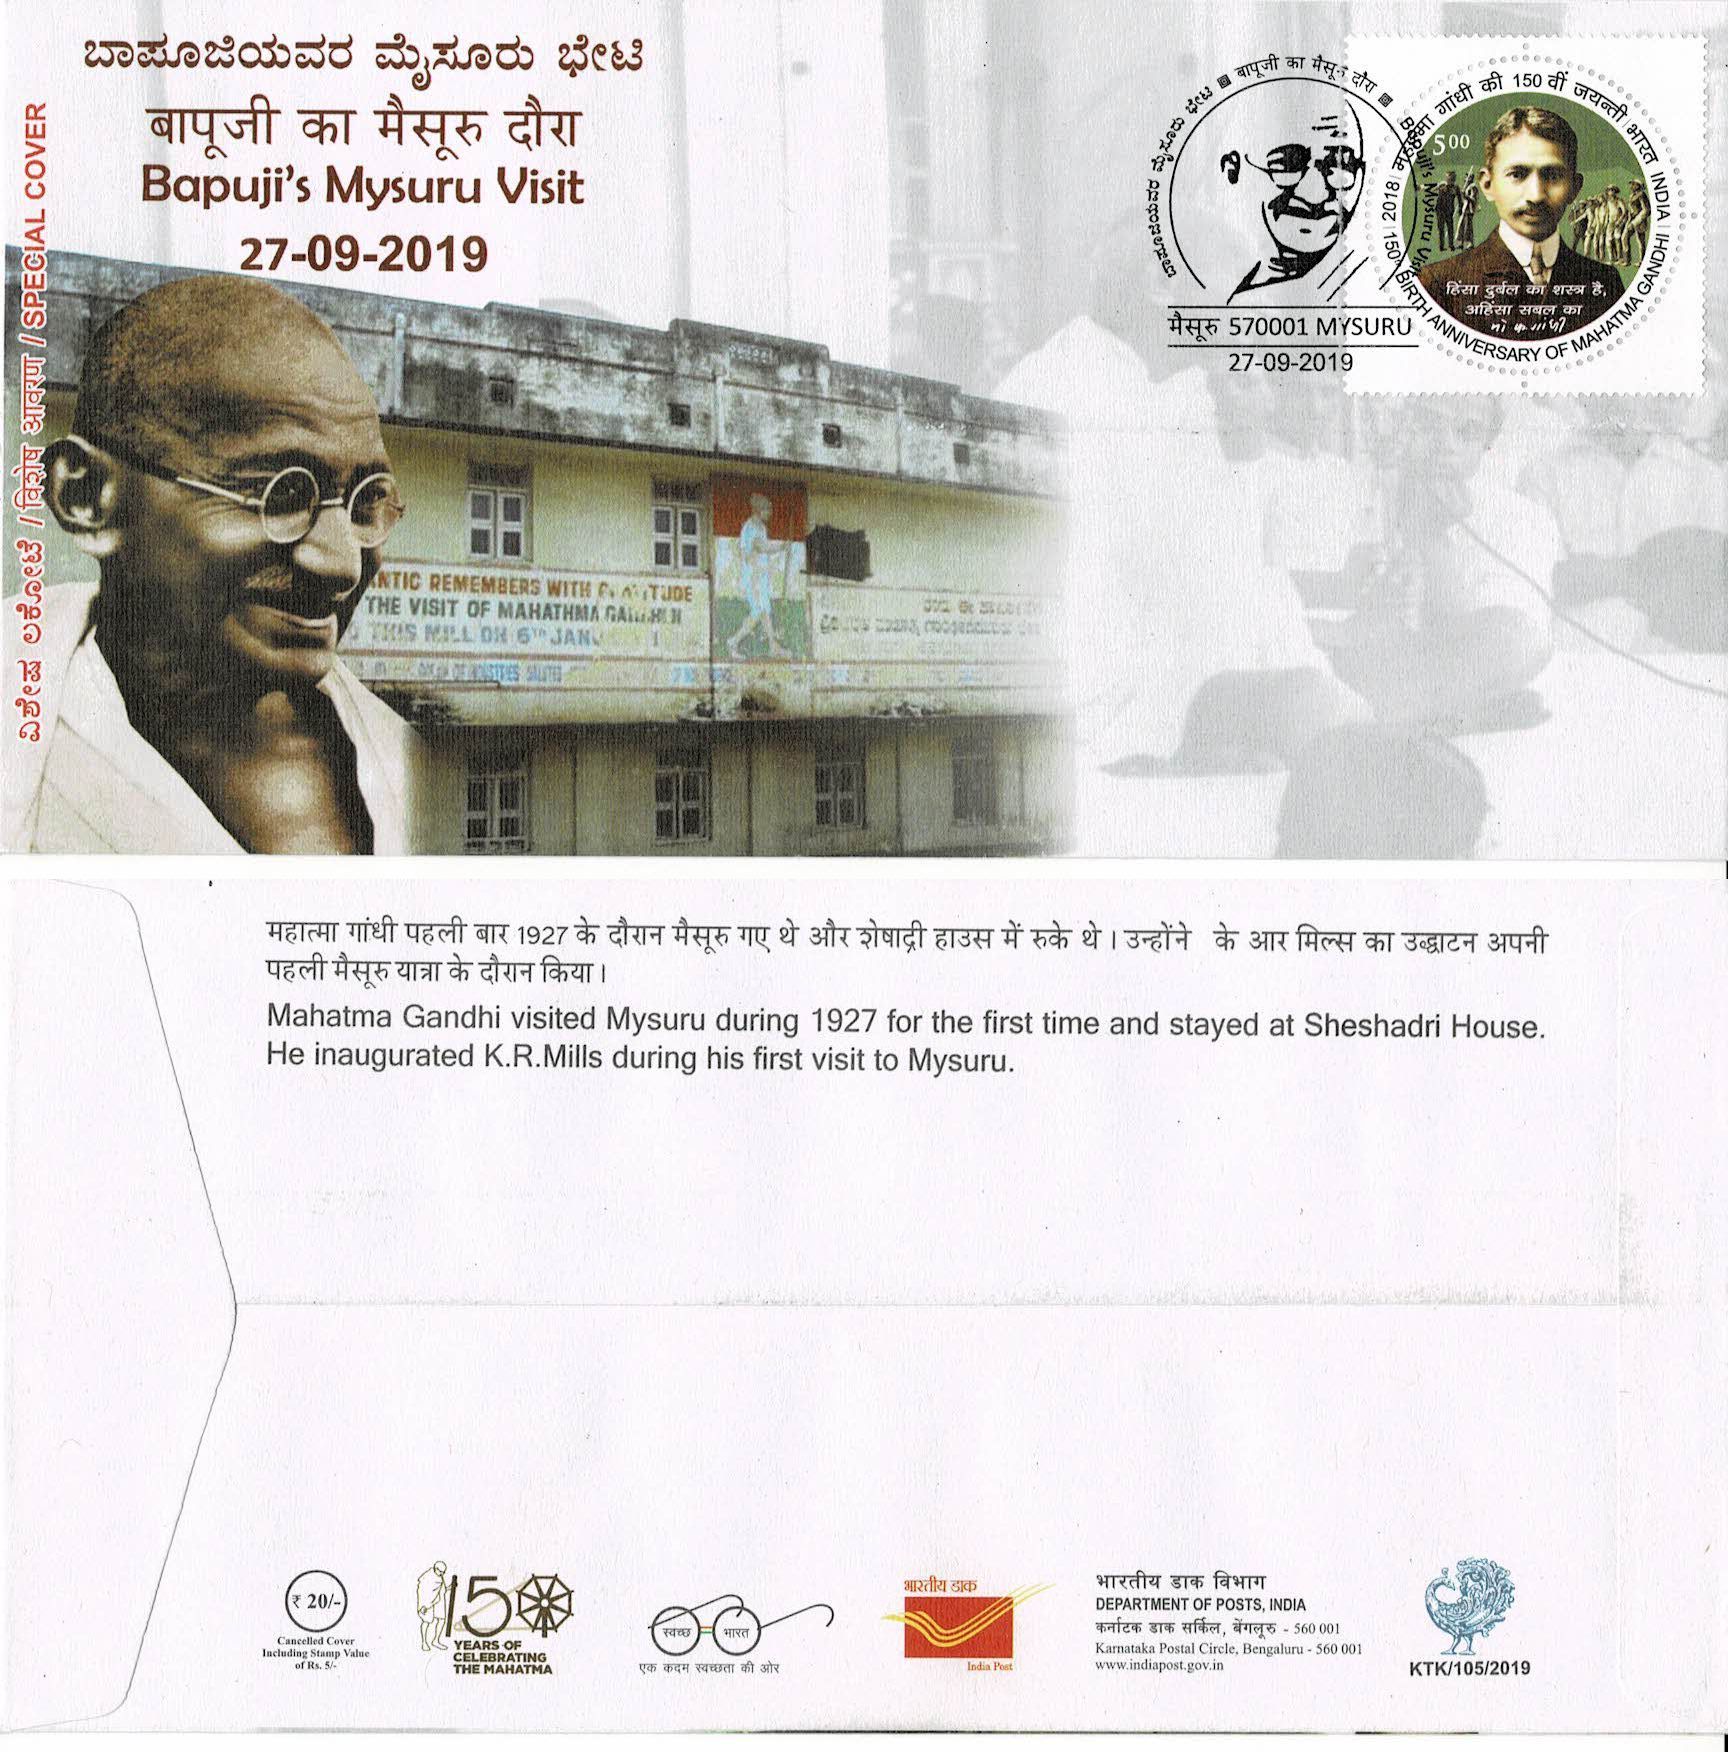 ಬಾಪೂಜಿಯವರ ಮೈಸೂರು ಭೇಟಿ
बापूजी का मैसूरु दौरा
Bapuji's Mysuru Visit
27-09-2019
ವಿಶೇಷ ಲಕೋಟೆ / विशेष आवरण / SPECIAL COVER
ಬಾಪೂಜಿಯವರ ಮೈಸೂರು ಭೇಟಿ बापूजी का मैसूरु दौरा Bapuji's Mysuru Visit
मैसूरु 570001 MYSURU
27-09-2019
महात्मा गांधी की 150 वीं जयन्ती भारत INDIA
2018 150th BIRTH ANNIVERSARY OF MAHATMA GANDHI
500
हिंसा दुर्बल का शस्त्र है,
अहिंसा सबल का
मो क गांधी
NTIC REMEMBERS WITH
THE VISIT OF MAHATHMA
THIS MILL ON 6TH JAN
महात्मा गांधी पहली बार 1927 के दौरान मैसूरु गए थे और शेषाद्री हाउस में रुके थे । उन्होंने के आर मिल्स का उद्घाटन अपनी
पहली मैसूरु यात्रा के दौरान किया ।
Mahatma Gandhi visited Mysuru during 1927 for the first time and stayed at Sheshadri House.
He inaugurated K.R.Mills during his first visit to Mysuru.
₹ 20/-
Cancelled Cover
Including Stamp Value
of Rs. 5/-
150
YEARS OF
CELEBRATING
THE MAHATMA
स्वच्छ भारत
एक कदम स्वच्छता की ओर
भारतीय डाक
India Post
भारतीय डाक विभाग
DEPARTMENT OF POSTS, INDIA
कर्नाटक डाक सर्किल, बेंगलूरु - 560 001
Karnataka Postal Circle, Bengaluru - 560 001
www.indiapost.gov.in
KTK/105/2019